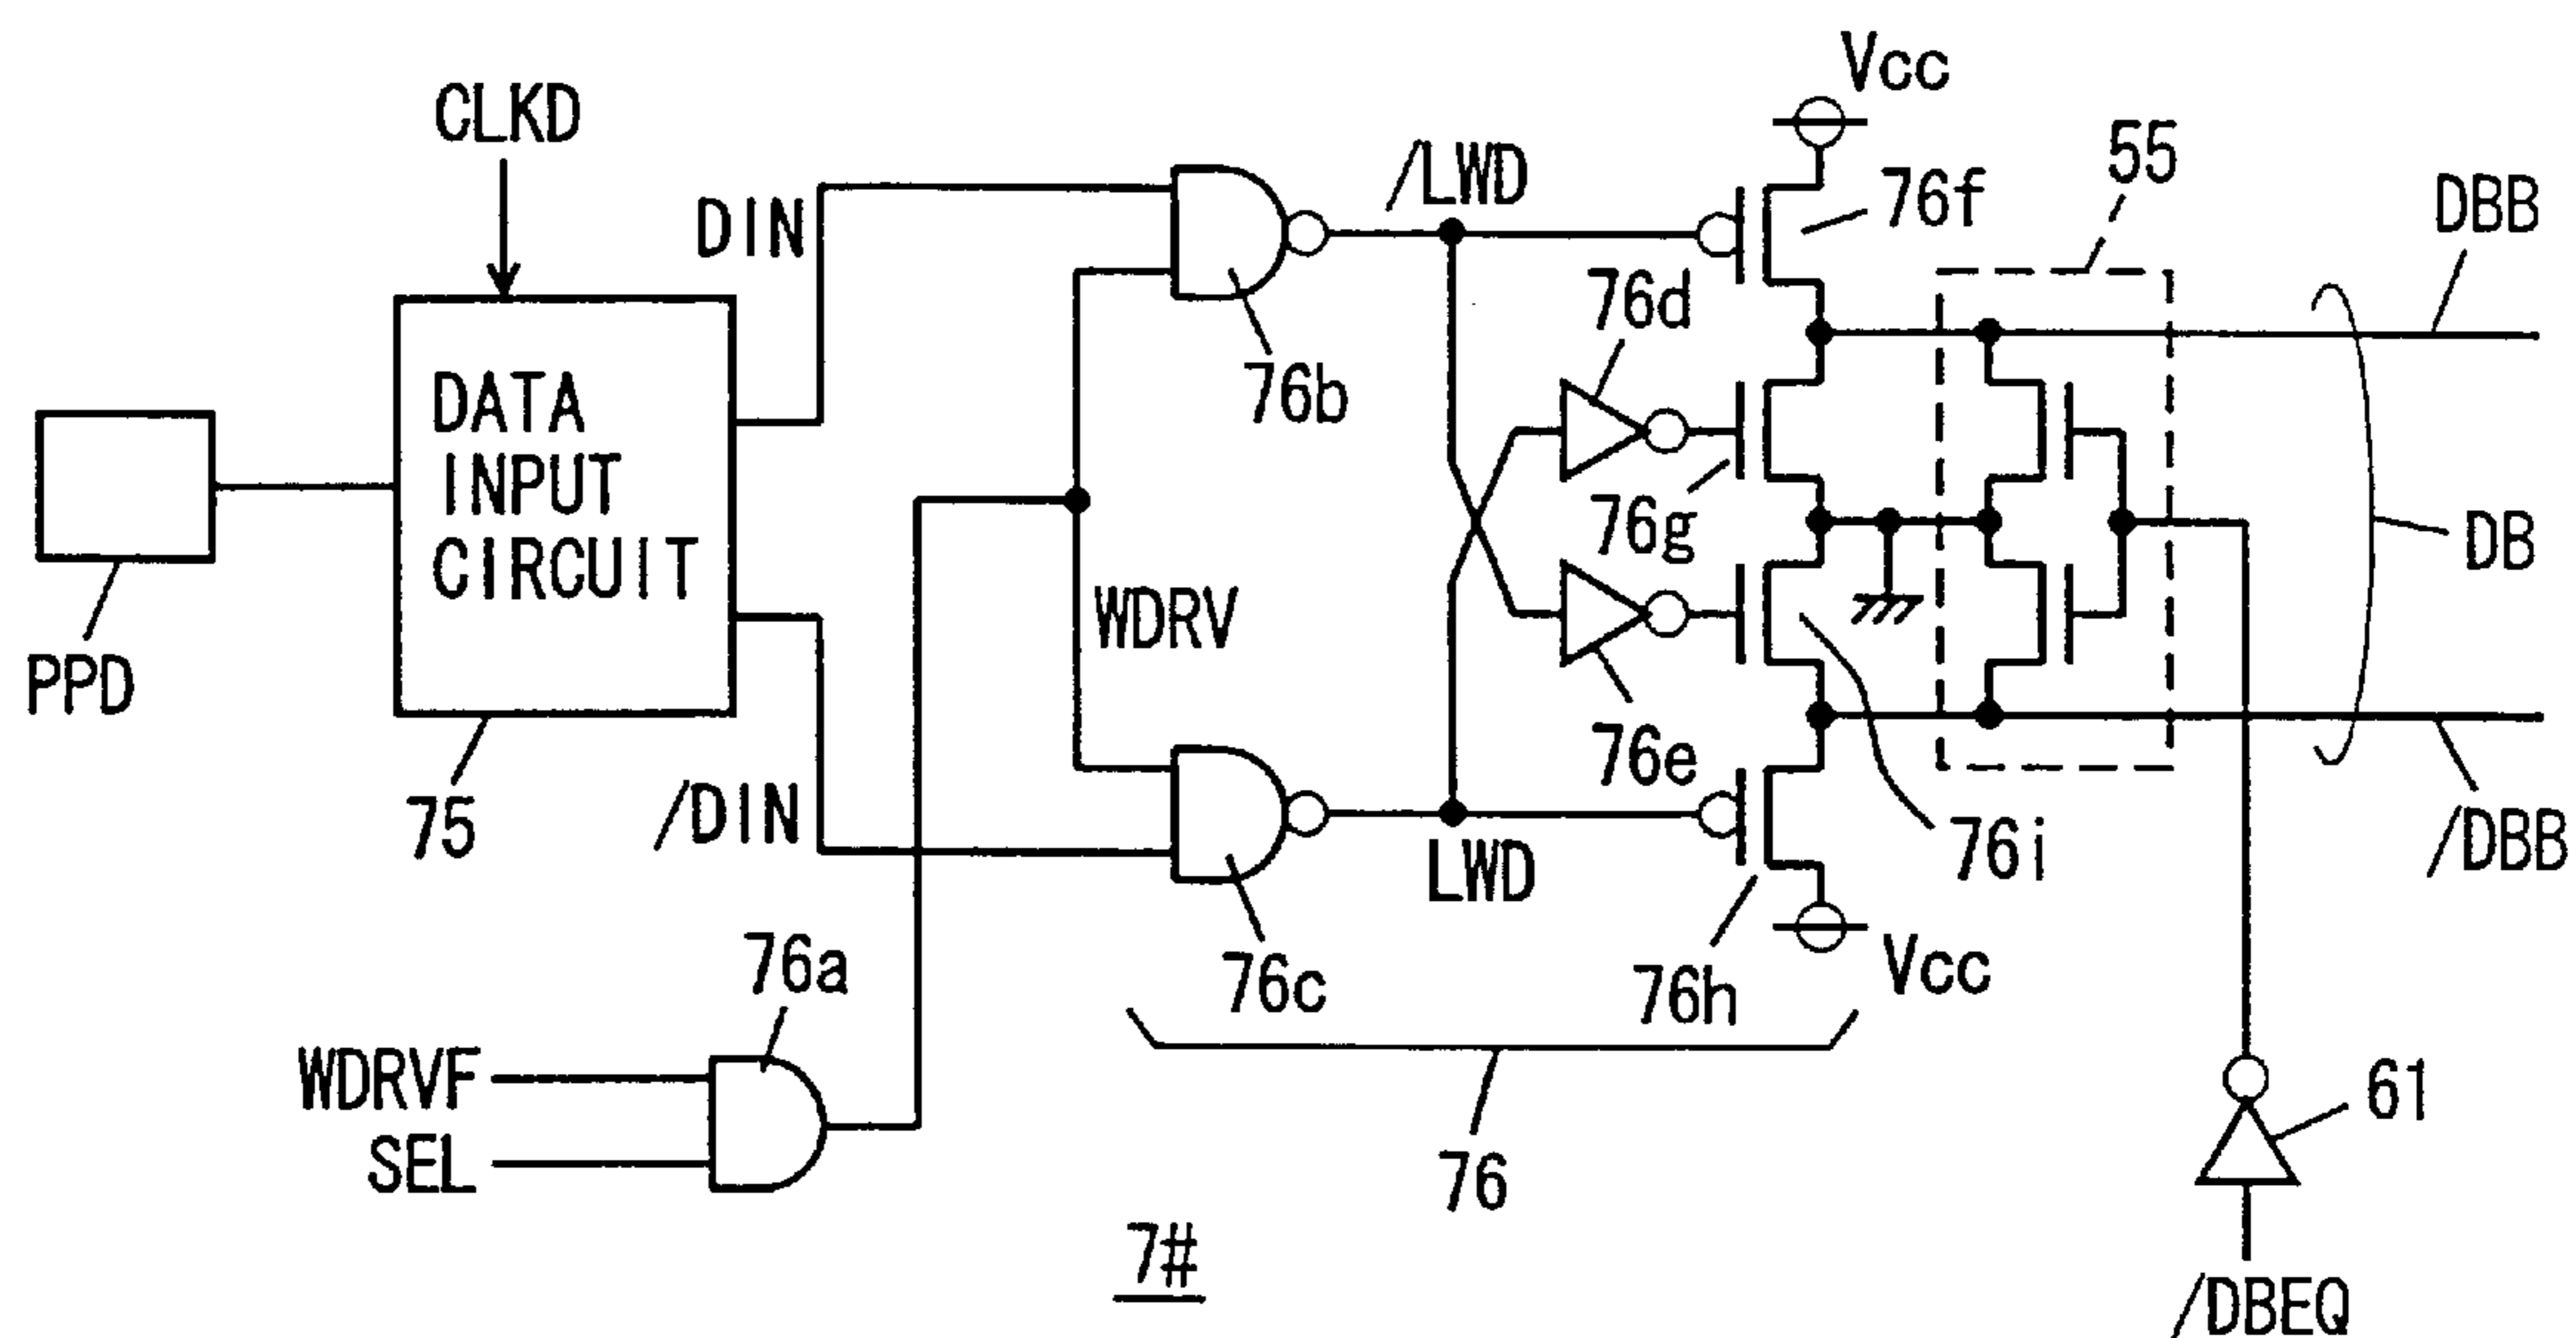 Vcc
CLKD
55
/LWD
76f
DBB
DIN
76d
76b
DATA
INPUT
CIRCUIT
76g
DB
WDRV
PPD
76e
75
/DIN
76i
/DBB
LWD
76a
76c
76h
Vcc
WDRVF
61
SEL
76
7#
/DBEQ